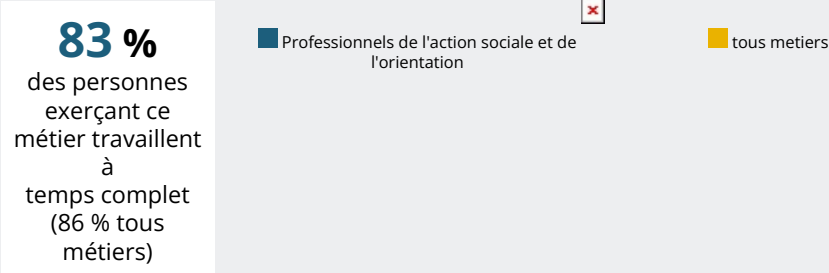 83 %
des personnes
exerçant ce
métier travaillent
à
temps complet
(86 % tous
métiers)
Professionnels de l'action sociale et de
l'orientation
tous metiers